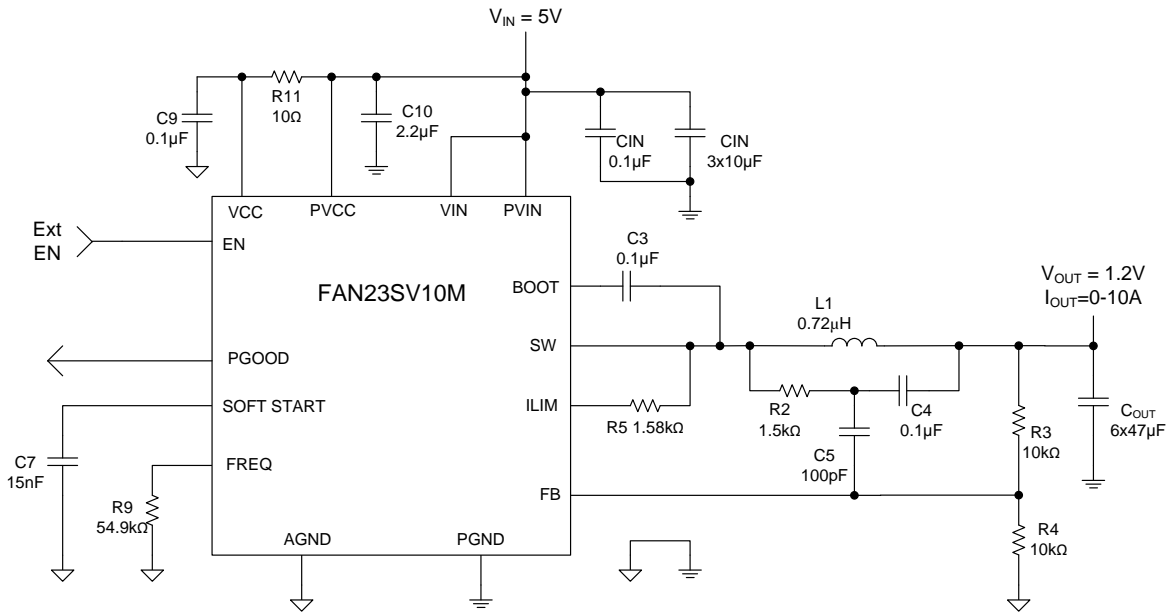 V_IN = 5V
R11
10Ω
C9
0.1µF
C10
2.2µF
CIN
0.1µF
CIN
3x10µF
VCC
PVCC
VIN
PVIN
Ext
EN
EN
FAN23SV10M
BOOT
C3
0.1µF
V_OUT = 1.2V
I_OUT=0-10A
L1
0.72µH
SW
PGOOD
SOFT START
ILIM
R5 1.58kΩ
R2
1.5kΩ
C4
0.1µF
R3
10kΩ
C_OUT
6x47µF
C7
15nF
FREQ
C5
100pF
R9
54.9kΩ
FB
AGND
PGND
R4
10kΩ